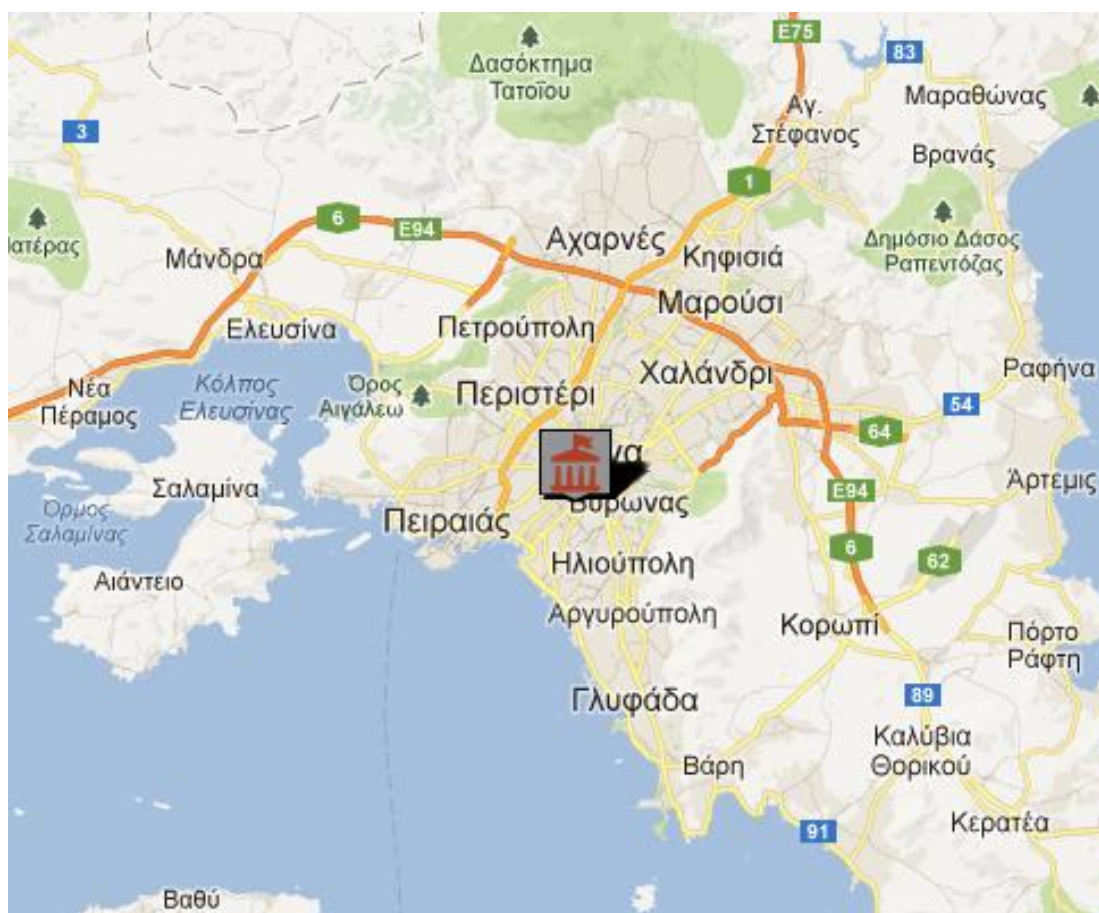 E75
83
Δασόκτημα
Τατοΐου
Μαραθώνας
Αγ.
Στέφανος
3
Βρανάς
1
6
E94
Αχαρνές
Δημόσιο Δάσος
Ραπεντόζας
Μάνδρα
Κηφισιά
Μαρούσι
Πετρούπολη
Ελευσίνα
Ραφήνα
Χαλάνδρι
Νέα
Πέραμος
Κόλπος
Ελευσίνας
Όρος
Αιγάλεω
Περιστέρι
54
64
Σαλαμίνα
Άρτεμις
E94
Όρμος
Σαλαμίνας
Πειραιάς
Βύρωνας
6
62
Αιάντειο
Ηλιούπολη
Αργυρούπολη
Κορωπί
Πόρτο
Ράφτη
89
Γλυφάδα
Καλύβια
Θορικού
Βάρη
91
Κερατέα
Βαθύ